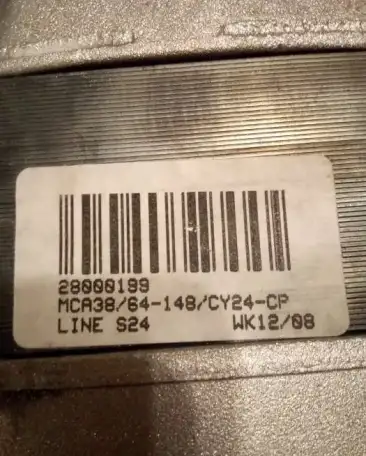 28000199
MCA38/64-148/CY24-CP
LINE S24 WK12/08